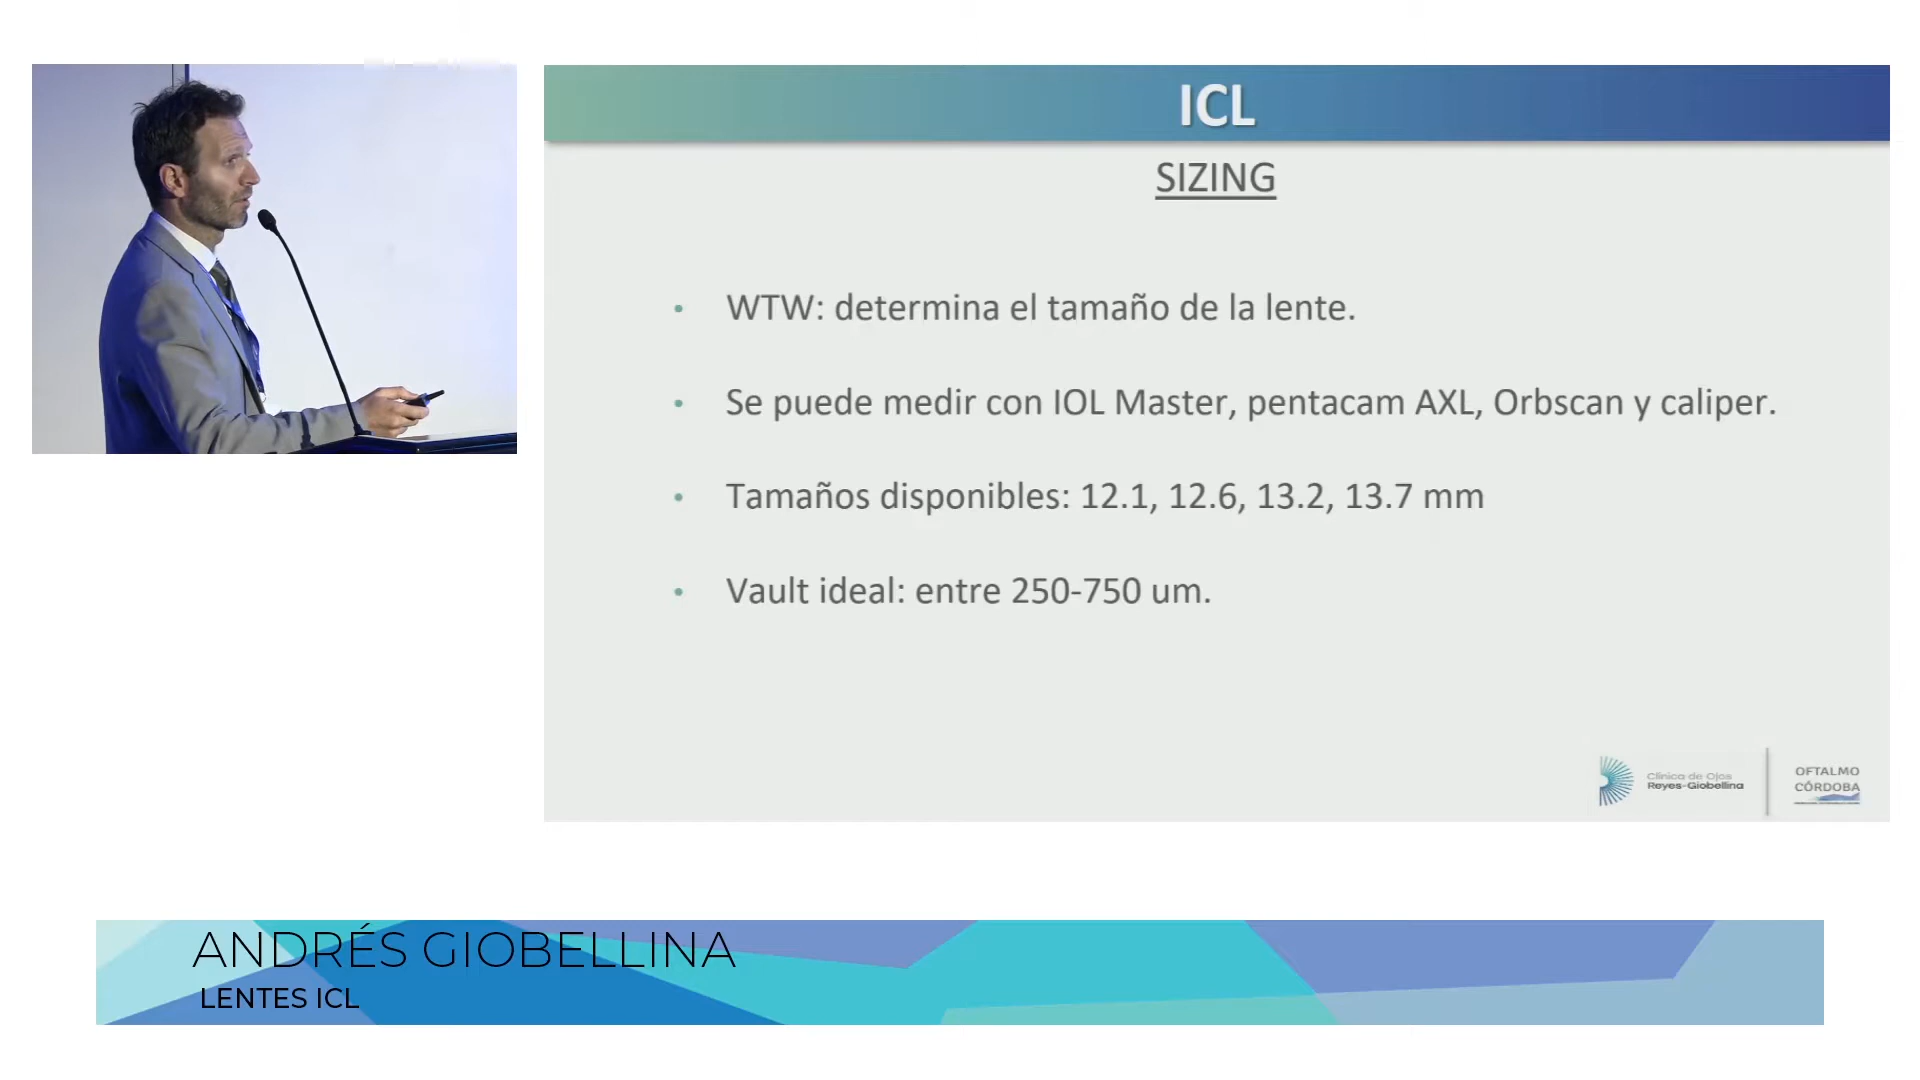 ICL
SIZING
• WTW: determina el tamaño de la lente.
• Se puede medir con IOL Master, pentacam AXL, Orbscan y caliper.
• Tamaños disponibles: 12.1, 12.6, 13.2, 13.7 mm
• Vault ideal: entre 250-750 um.
Clínica de Ojos
Reyes-Giobellina
OFTALMO
CÓRDOBA
ANDRÉS GIOBELLINA
LENTES ICL